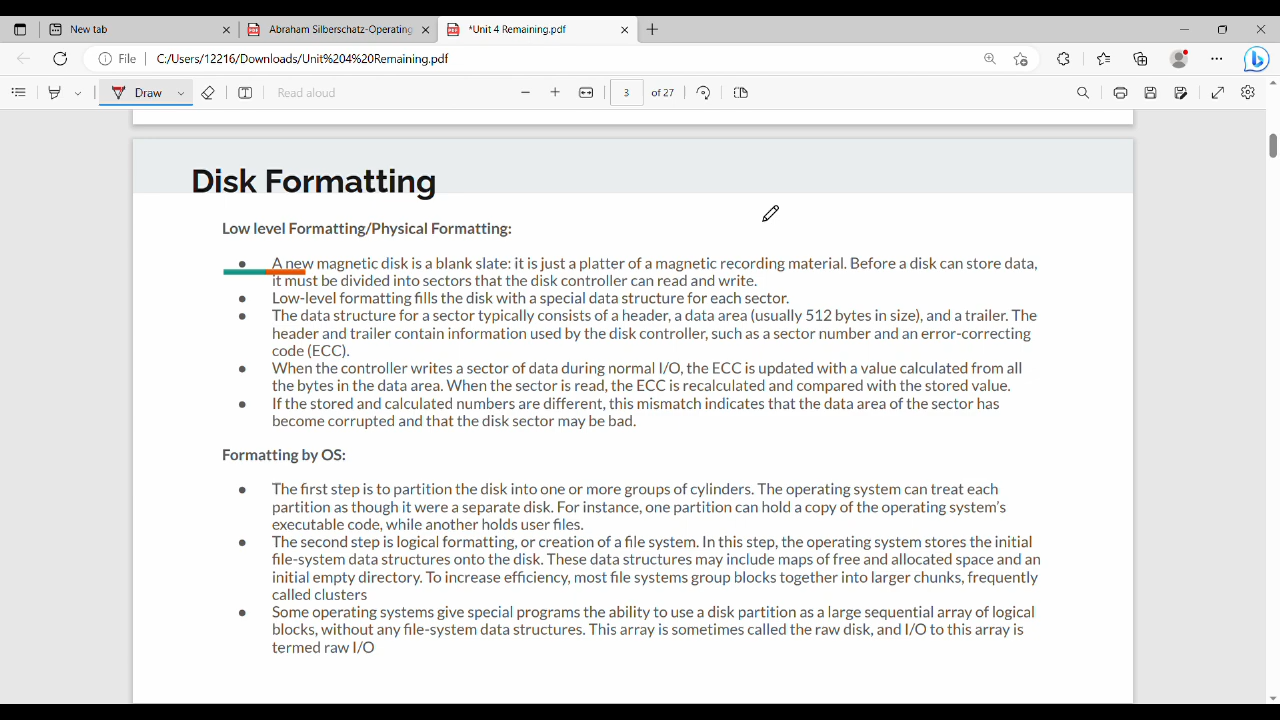 New tab
Abraham Silberschatz-Operating
*Unit 4 Remaining.pdf
File
C:/Users/12216/Downloads/Unit%204%20Remaining.pdf
Draw
Read aloud
3
of 27
Disk Formatting
Low level Formatting/Physical Formatting:
● A new magnetic disk is a blank slate: it is just a platter of a magnetic recording material. Before a disk can store data,
it must be divided into sectors that the disk controller can read and write.
● Low-level formatting fills the disk with a special data structure for each sector.
● The data structure for a sector typically consists of a header, a data area (usually 512 bytes in size), and a trailer. The
header and trailer contain information used by the disk controller, such as a sector number and an error-correcting
code (ECC).
● When the controller writes a sector of data during normal I/O, the ECC is updated with a value calculated from all
the bytes in the data area. When the sector is read, the ECC is recalculated and compared with the stored value.
● If the stored and calculated numbers are different, this mismatch indicates that the data area of the sector has
become corrupted and that the disk sector may be bad.
Formatting by OS:
● The first step is to partition the disk into one or more groups of cylinders. The operating system can treat each
partition as though it were a separate disk. For instance, one partition can hold a copy of the operating system's
executable code, while another holds user files.
● The second step is logical formatting, or creation of a file system. In this step, the operating system stores the initial
file-system data structures onto the disk. These data structures may include maps of free and allocated space and an
initial empty directory. To increase efficiency, most file systems group blocks together into larger chunks, frequently
called clusters
● Some operating systems give special programs the ability to use a disk partition as a large sequential array of logical
blocks, without any file-system data structures. This array is sometimes called the raw disk, and I/O to this array is
termed raw I/O